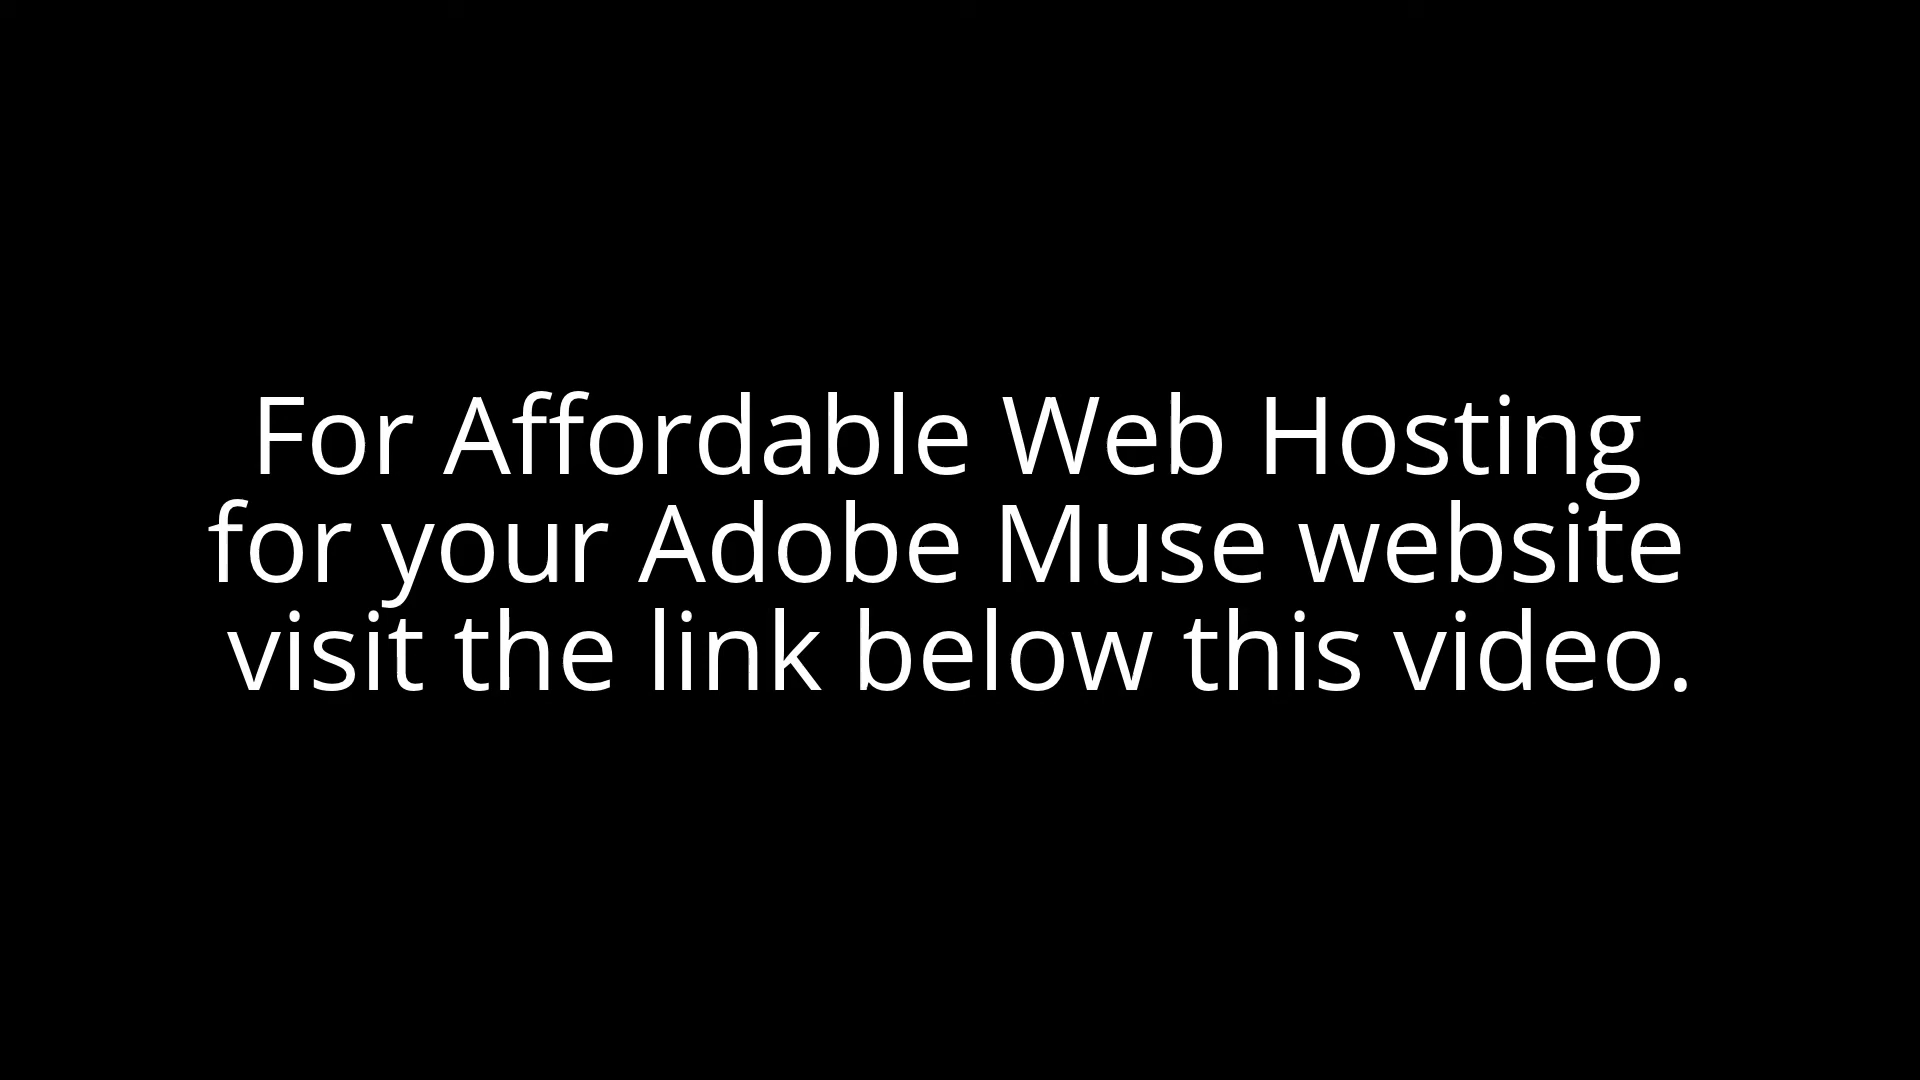 For Affordable Web Hosting
for your Adobe Muse website
visit the link below this video.